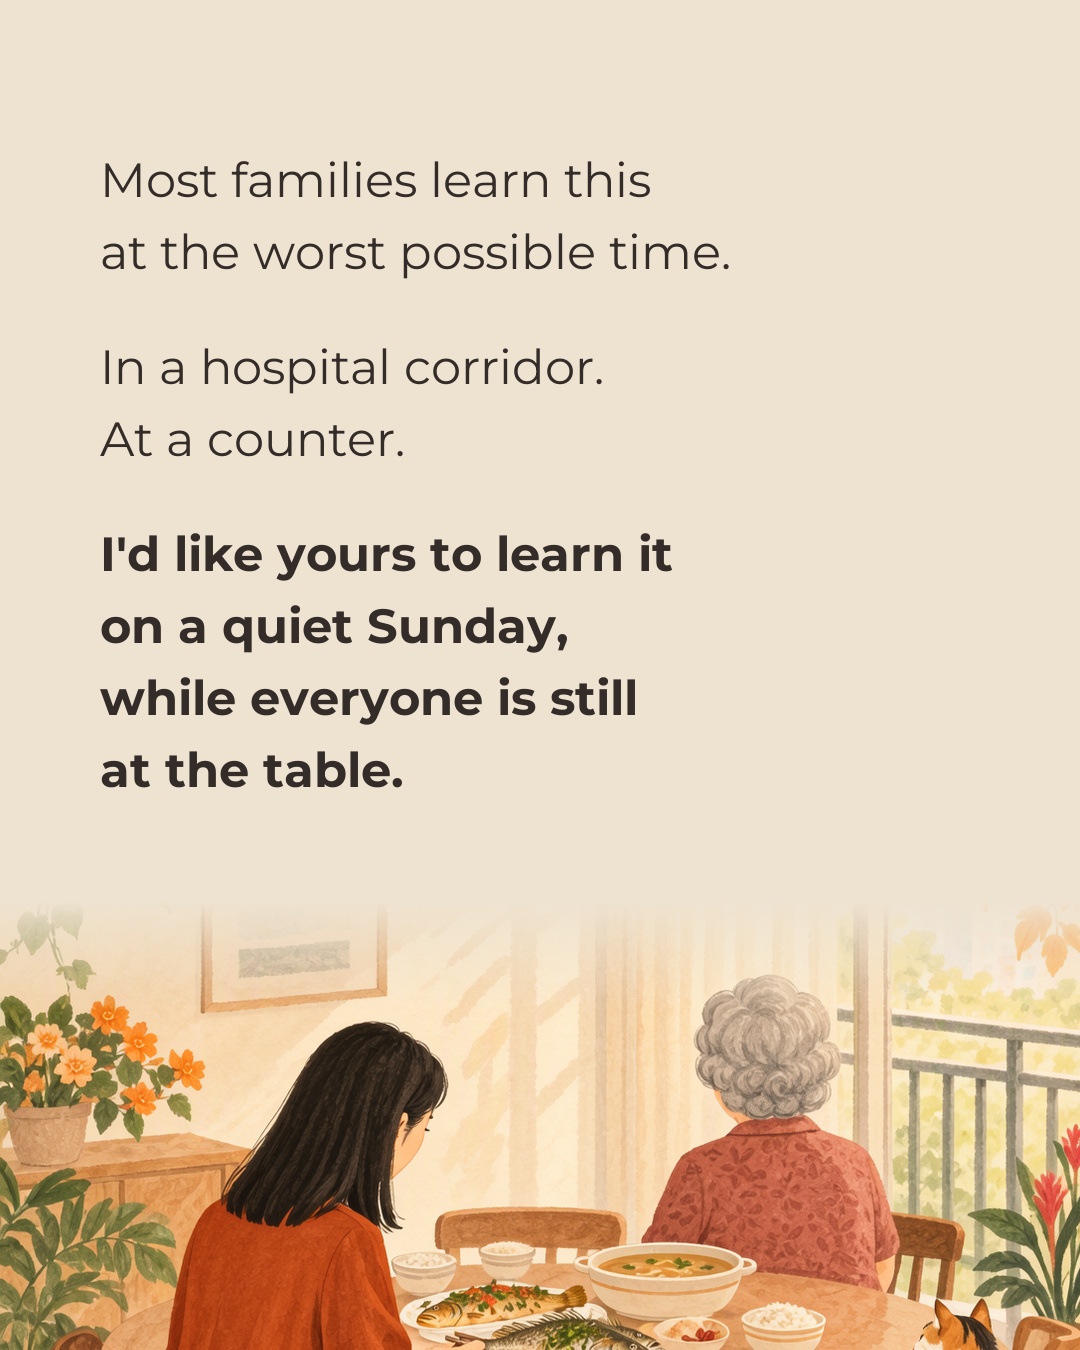 Most families learn this
at the worst possible time.
In a hospital corridor.
At a counter.
I'd like yours to learn it
on a quiet Sunday,
while everyone is still
at the table.